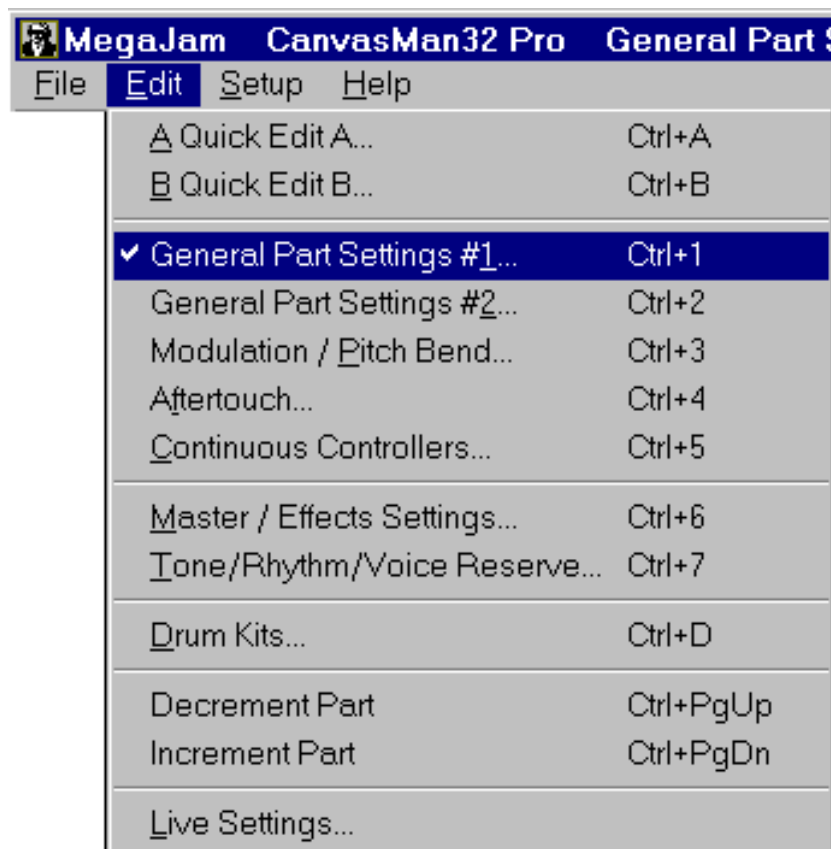 MegaJam CanvasMan32 Pro General Part
File Edit Setup Help
A Quick Edit A... Ctrl+A
B Quick Edit B... Ctrl+B
General Part Settings #1... Ctrl+1
General Part Settings #2... Ctrl+2
Modulation / Pitch Bend... Ctrl+3
Aftertouch... Ctrl+4
Continuous Controllers... Ctrl+5
Master / Effects Settings... Ctrl+6
Tone/Rhythm/Voice Reserve... Ctrl+7
Drum Kits... Ctrl+D
Decrement Part Ctrl+PgUp
Increment Part Ctrl+PgDn
Live Settings...